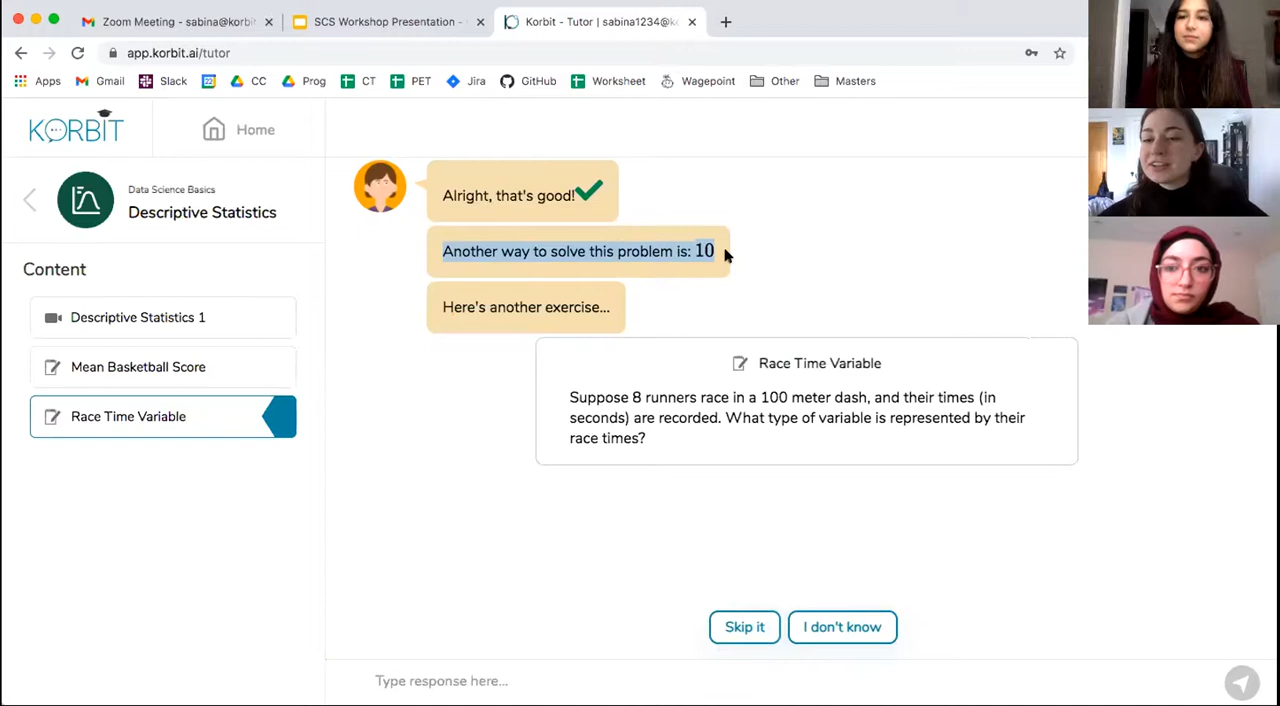 Zoom Meeting - sabina@korbit
SCS Workshop Presentation -
Korbit - Tutor | sabina1234@k
app.korbit.ai/tutor
Apps
Gmail
Slack
CC
Prog
CT
PET
Jira
GitHub
Worksheet
Wagepoint
Other
Masters
KORBIT
Home
Data Science Basics
Descriptive Statistics
Content
Descriptive Statistics 1
Mean Basketball Score
Race Time Variable
Alright, that's good!
Another way to solve this problem is: 10
Here's another exercise...
Race Time Variable
Suppose 8 runners race in a 100 meter dash, and their times (in
seconds) are recorded. What type of variable is represented by their
race times?
Skip it
I don't know
Type response here...